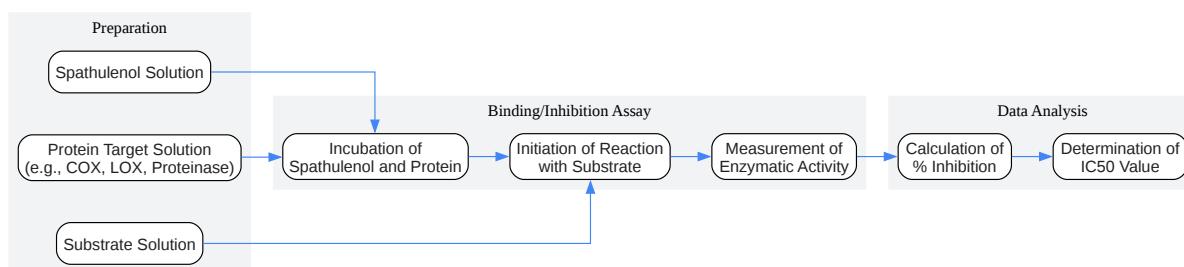 Preparation
Spathulenol Solution
Protein Target Solution
(e.g., COX, LOX, Proteinase)
Substrate Solution
Binding/Inhibition Assay
Incubation of
Spathulenol and Protein
Initiation of Reaction
with Substrate
Measurement of
Enzymatic Activity
Data Analysis
Calculation of
% Inhibition
Determination of
IC50 Value